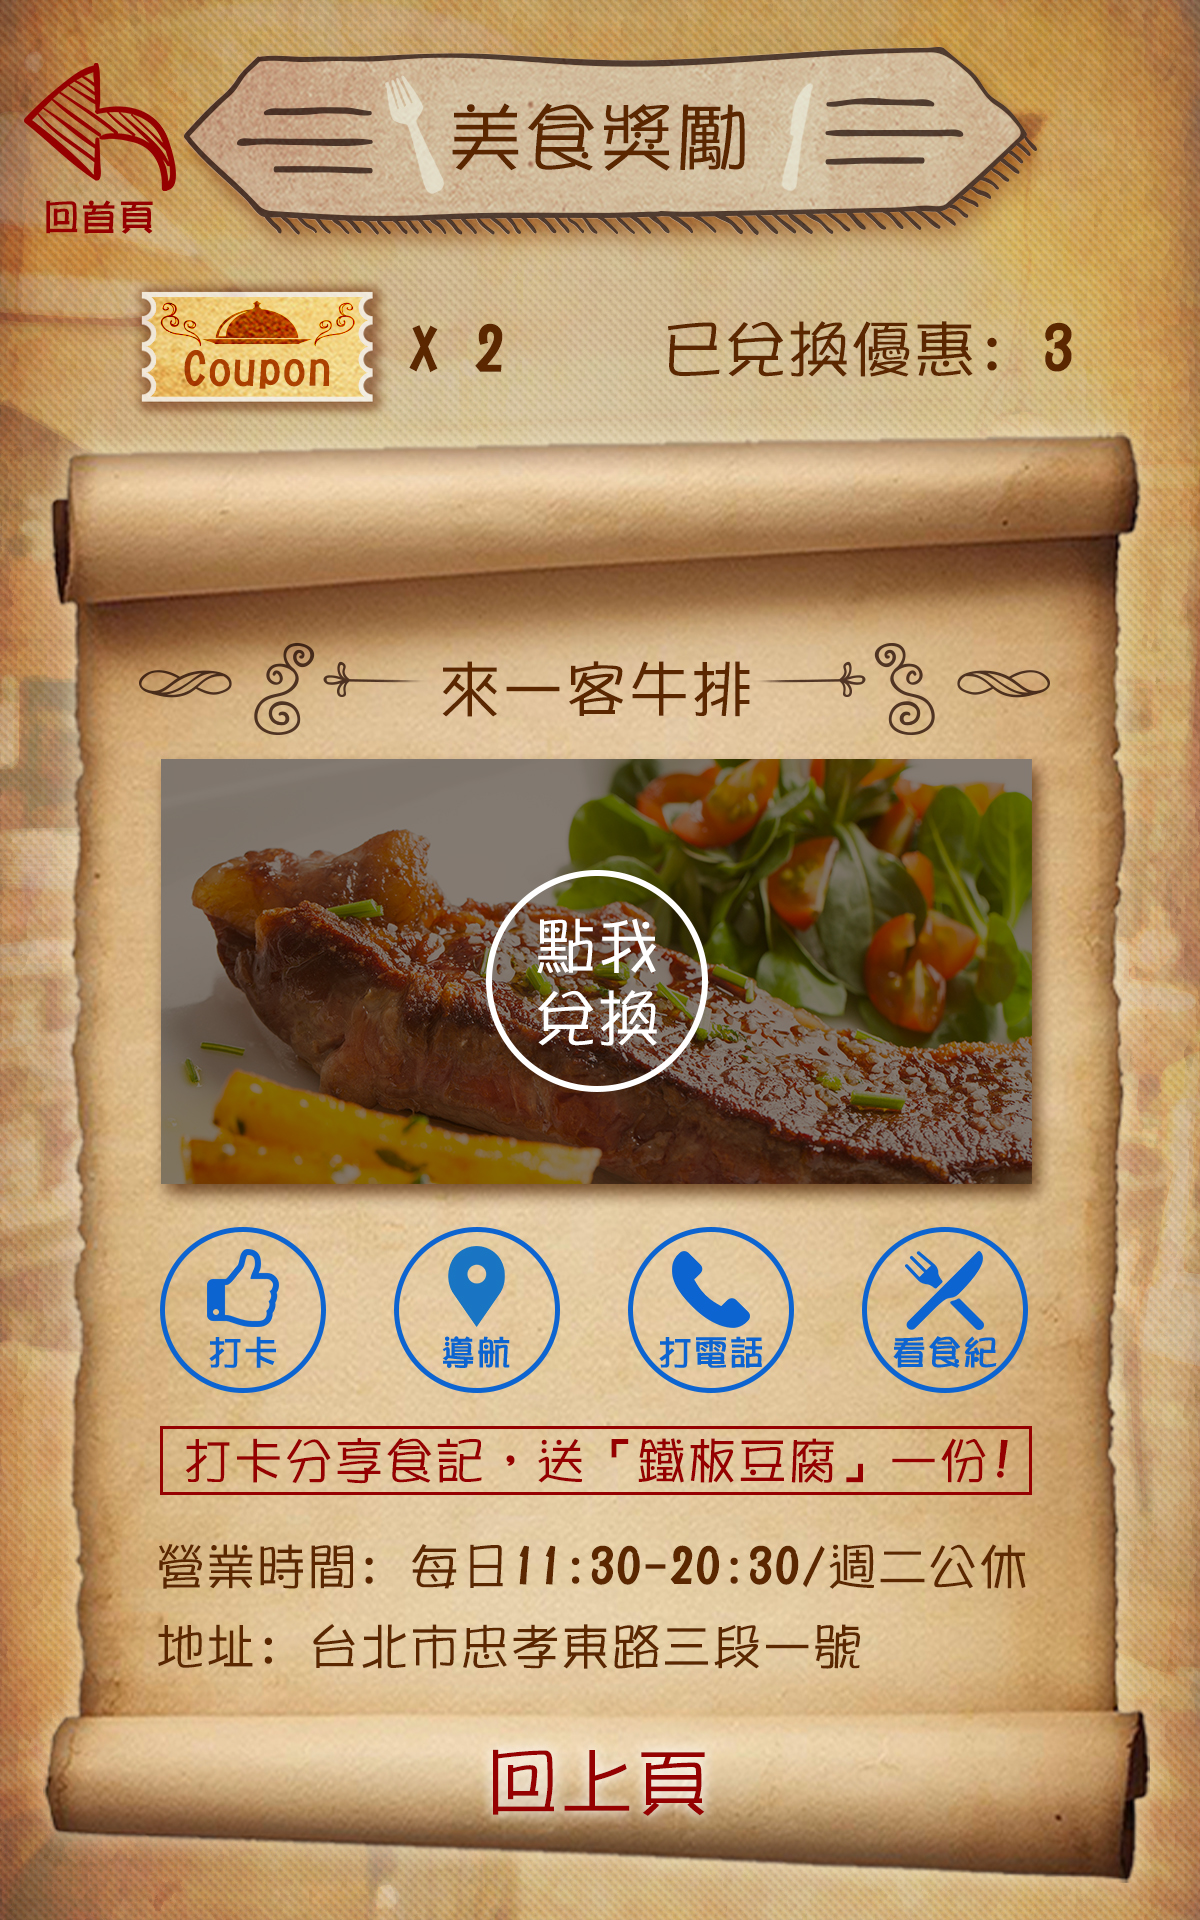 美食獎勵
回首頁
Coupon X 2 已兌換優惠: 3
來一客牛排
點我
兌換
打卡 導航 打電話 看食紀
打卡分享食記，送「鐵板豆腐」一份!
營業時間: 每日11:30-20:30/週二公休
地址: 台北市忠孝東路三段一號
回上頁